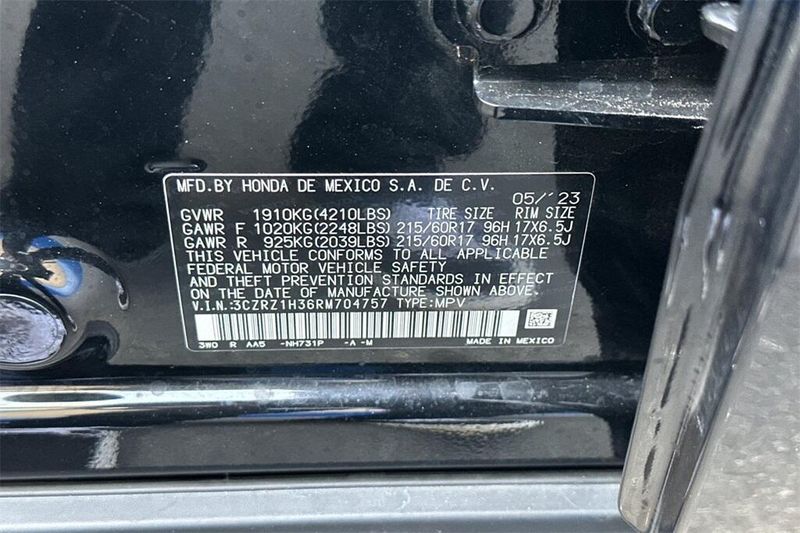 MFD.BY HONDA DE MEXICO S.A. DE C.V.
05/'23
GVWR 1910KG(4210LBS) TIRE SIZE RIM SIZE
GAWR F 1020KG(2248LBS) 215/60R17 96H 17X6.5J
GAWR R 925KG(2039LBS) 215/60R17 96H 17X6.5J
THIS VEHICLE CONFORMS TO ALL APPLICABLE
FEDERAL MOTOR VEHICLE SAFETY
AND THEFT PREVENTION STANDARDS IN EFFECT
ON THE DATE OF MANUFACTURE SHOWN ABOVE.
V.I.N.:3CZRZ1H36RM704757 TYPE:MPV
3WO R AA5 -NH731P -A -M MADE IN MEXICO